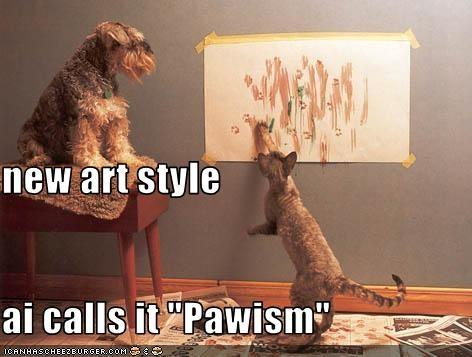 new art style
ai calls it "Pawism"
ICANHASCHEEZBURGER.COM